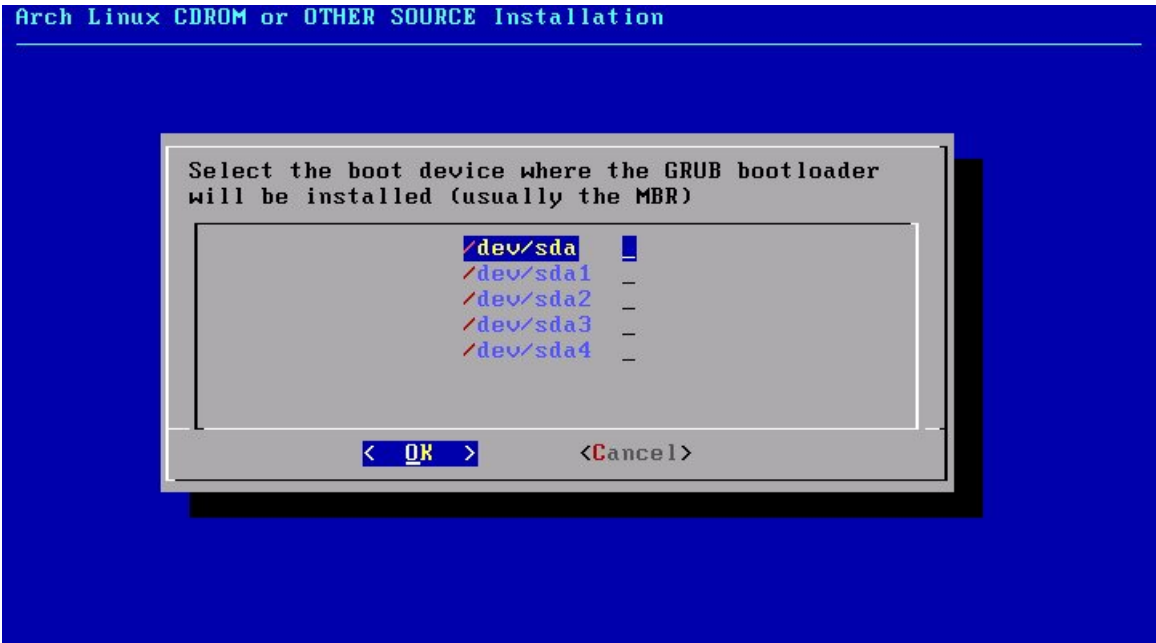 Arch Linux CDROM or OTHER SOURCE Installation
Select the boot device where the GRUB bootloader
will be installed (usually the MBR)
/dev/sda _
/dev/sda1 _
/dev/sda2 _
/dev/sda3 _
/dev/sda4 _
< OK > <Cancel>